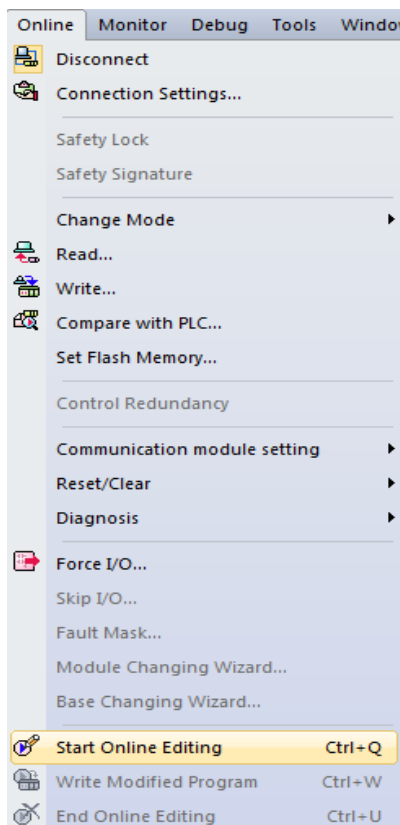 Online Monitor Debug Tools Windo
Disconnect
Connection Settings...
Safety Lock
Safety Signature
Change Mode
Read...
Write...
Compare with PLC...
Set Flash Memory...
Control Redundancy
Communication module setting
Reset/Clear
Diagnosis
Force I/O...
Skip I/O...
Fault Mask...
Module Changing Wizard...
Base Changing Wizard...
Start Online Editing Ctrl+Q
Write Modified Program Ctrl+W
End Online Editing Ctrl+U